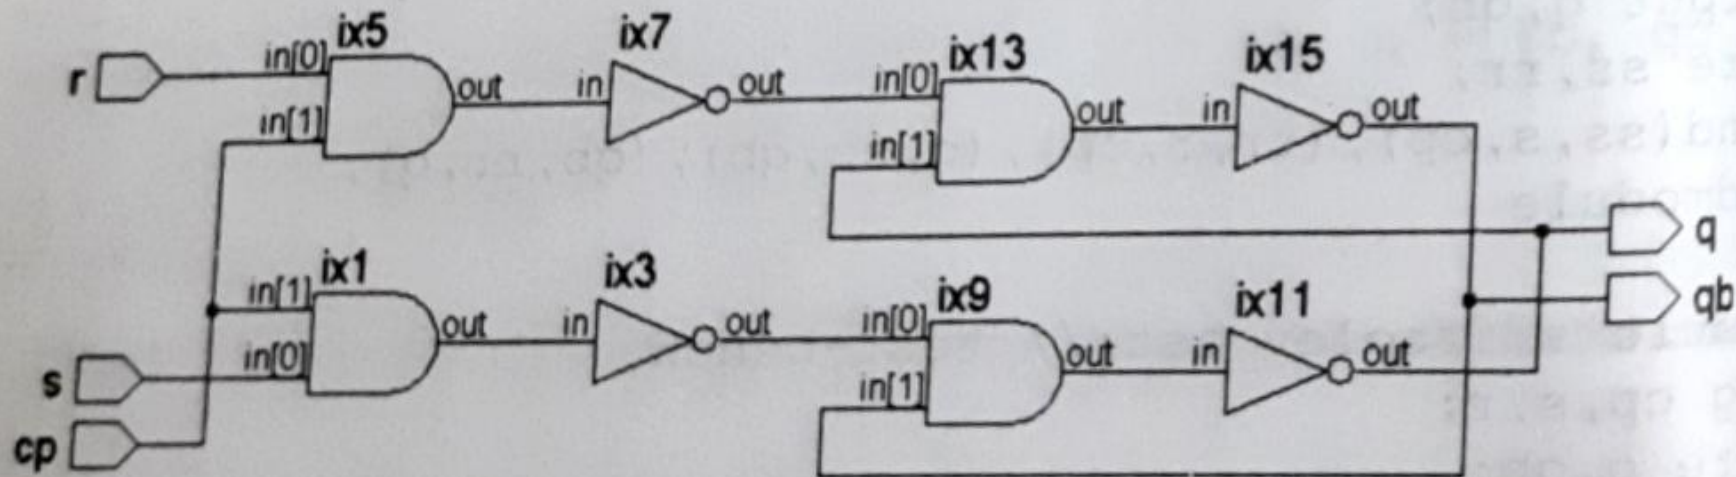 ix5
ix7
ix13
ix15
r
in[0]
out
in
out
in[0]
out
in
out
in[1]
in[1]
q
ix1
ix3
ix9
ix11
qb
in[1]
out
in
out
in[0]
out
in
out
s
in[0]
in[1]
cp